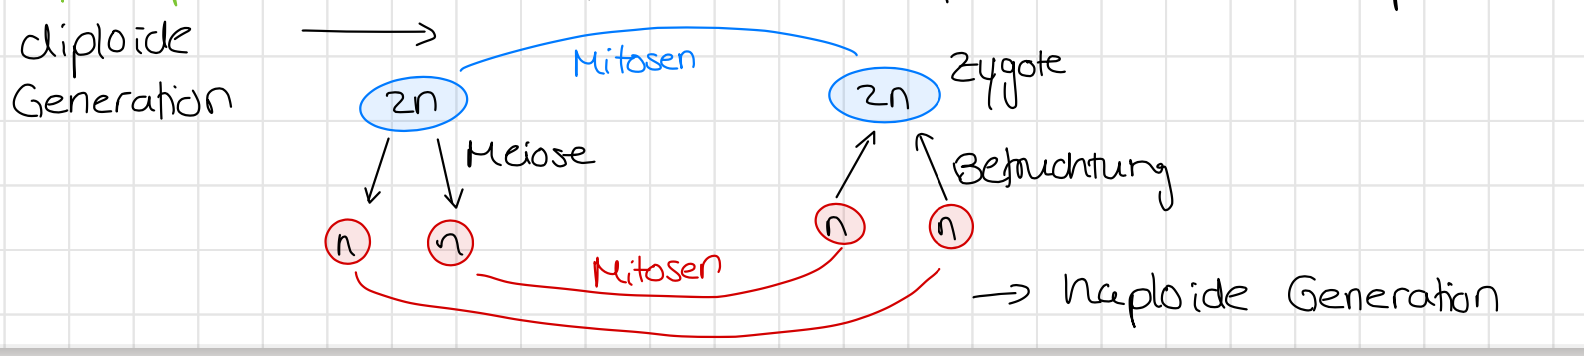 diploide
Generation
Mitosen
2n
2n
Zygote
Meiose
Befruchtung
n
n
n
n
Mitosen
haploide Generation